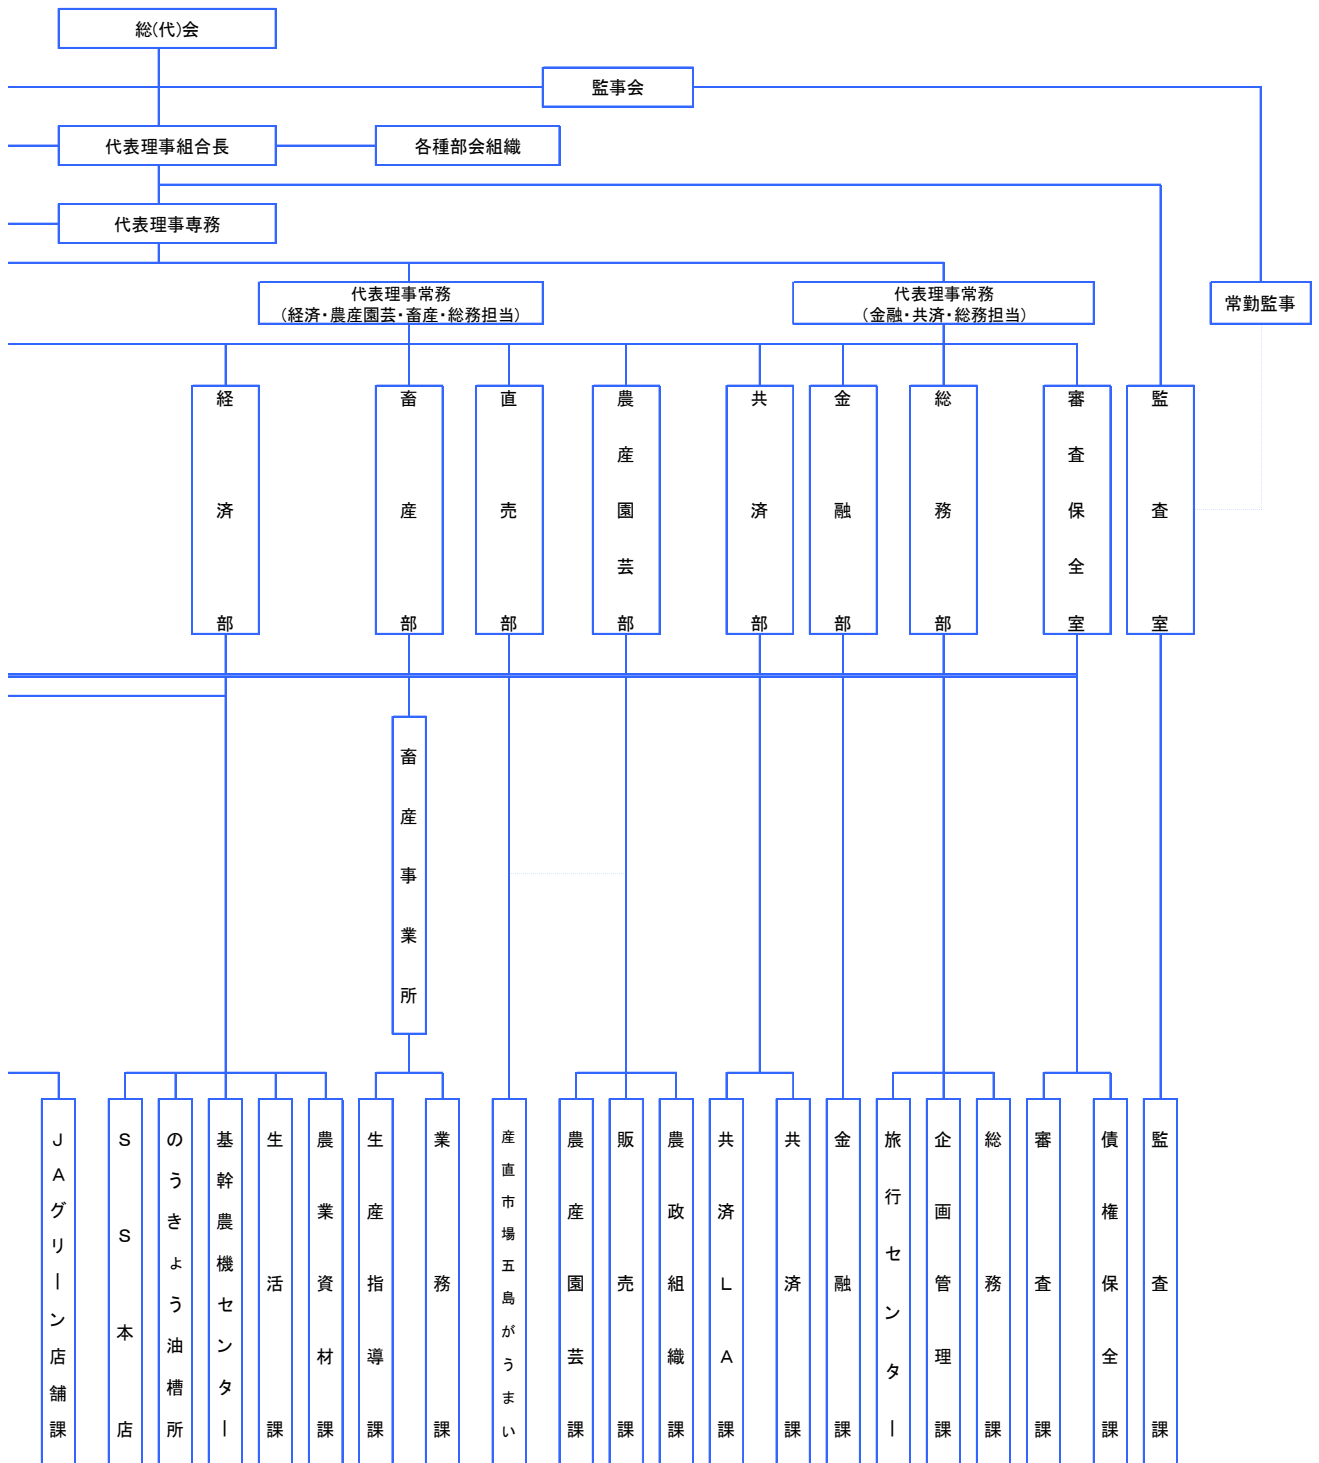 総(代)会
監事会
代表理事組合長
各種部会組織
代表理事専務
代表理事常務
（経済・農産園芸・畜産・総務担当）
代表理事常務
（金融・共済・総務担当）
常勤監事
経済部
畜産部
直売部
農産園芸部
共済部
金融部
総務部
審査保全室
監査室
畜産事業所
JAグリーン店舗課
SS本店
のうきょう油槽所
基幹農機センター
生活課
農業資材課
生産指導課
業務課
産直市場五島がうまい
農産園芸課
販売課
農政組織課
共済LA課
共済課
金融課
旅行センター
企画管理課
総務課
審査課
債権保全課
監査課